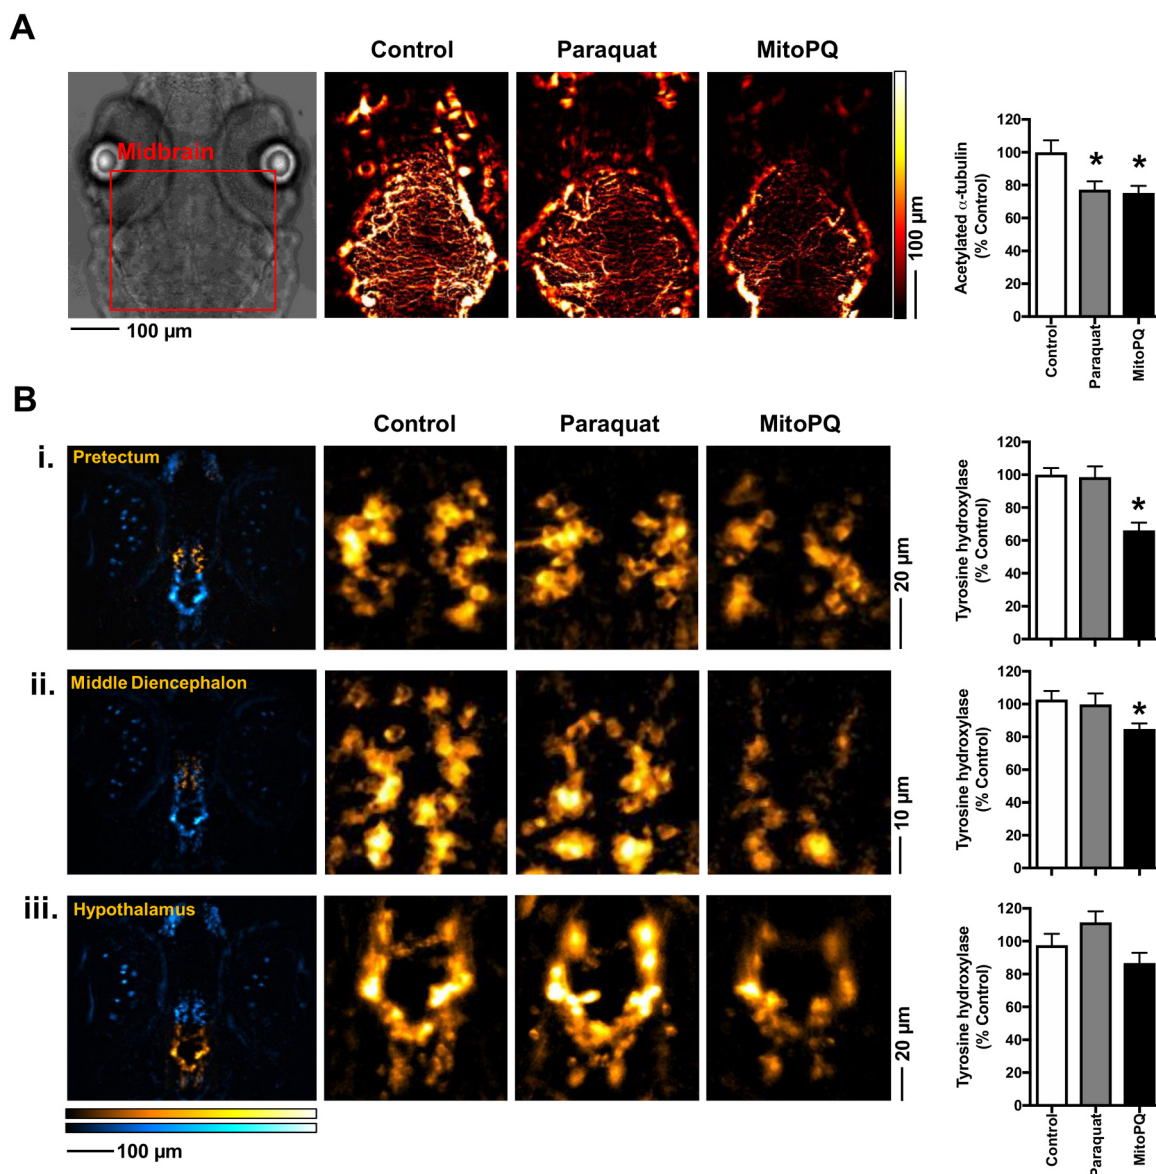 A
Control
Paraquat
MitoPQ
Midbrain
100 µm
100 µm
Acetylated α-tubulin
(% Control)
120
100
80
60
40
20
0
*
*
Control
Paraquat
MitoPQ
B
Control
Paraquat
MitoPQ
i.
Pretectum
20 µm
Tyrosine hydroxylase
(% Control)
120
100
80
60
40
20
0
*
ii.
Middle Diencephalon
10 µm
Tyrosine hydroxylase
(% Control)
120
100
80
60
40
20
0
*
iii.
Hypothalamus
20 µm
100 µm
Tyrosine hydroxylase
(% Control)
120
100
80
60
40
20
0
Control
Paraquat
MitoPQ